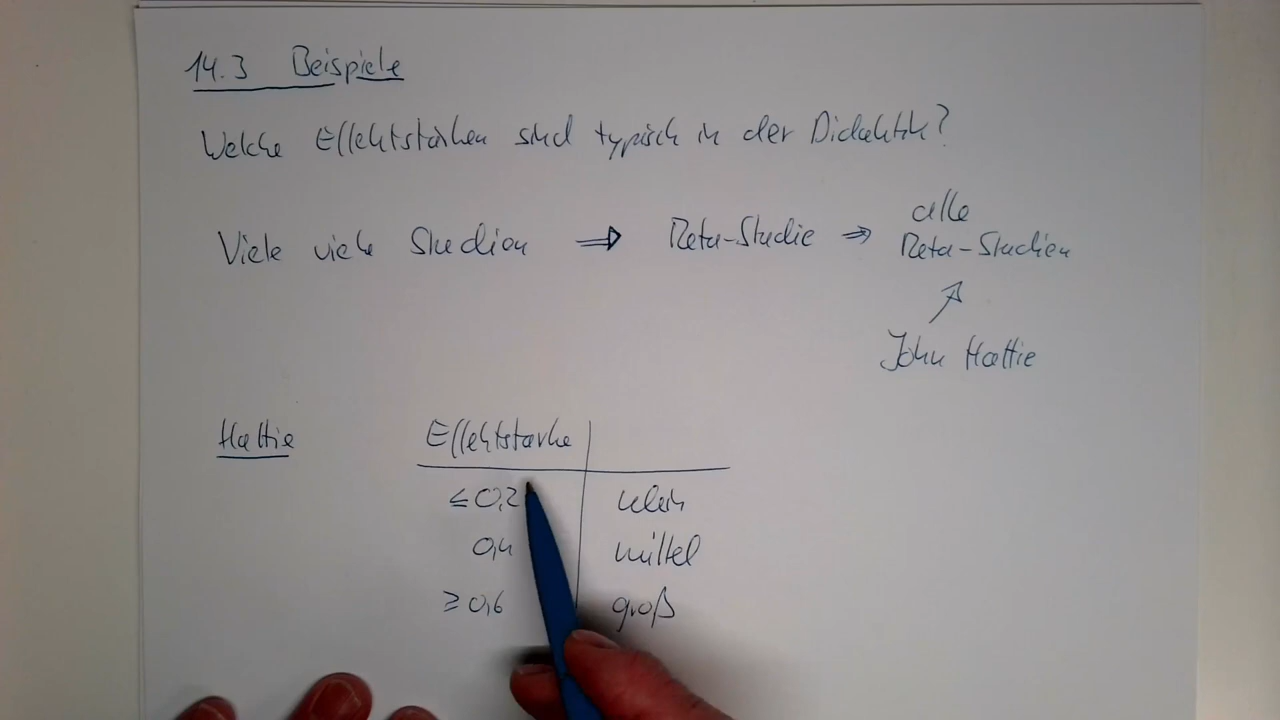 14.3 Beispiele
Welche Effektstärken sind typisch in der Didaktik?
Viele viele Studien ⇒ Meta-Studie ⇒ alle Meta-Studien
↗
John Hattie
Hattie Effektstärke
≤ 0,2 klein
0,4 mittel
≥ 0,6 groß